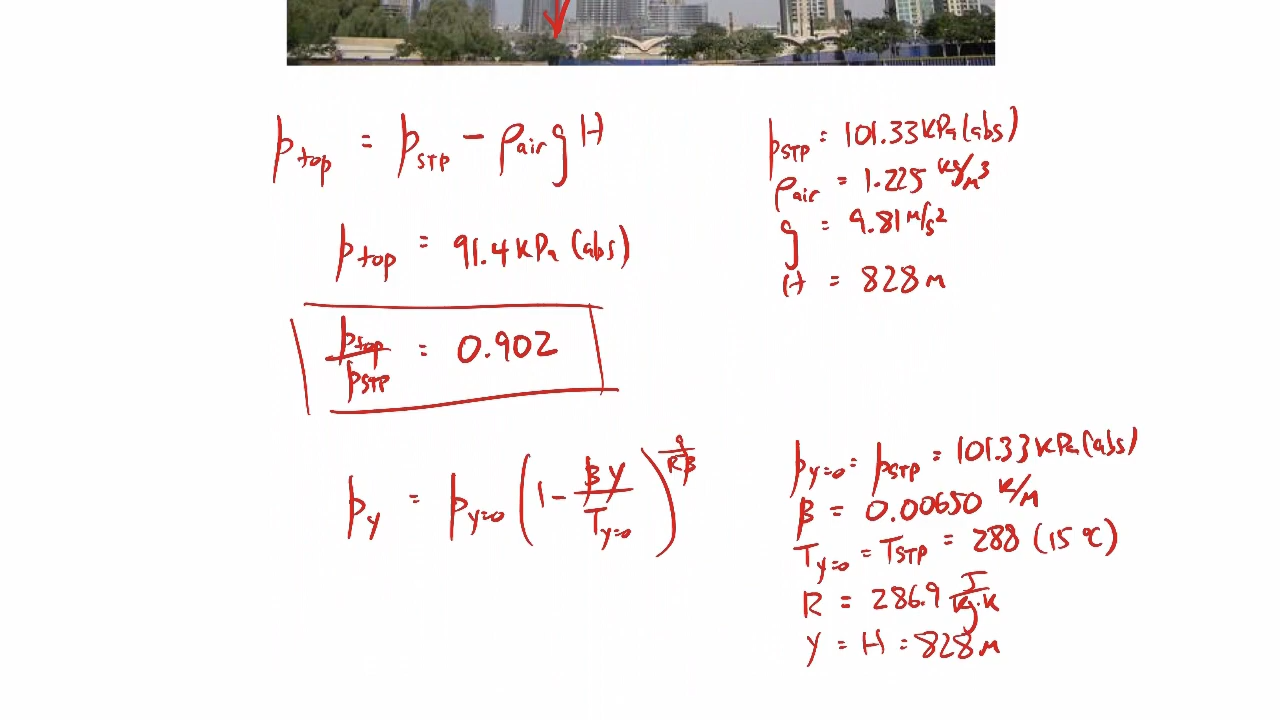 p_top = p_STP - ρ_air g H
p_STP = 101.33 kPa (abs)
ρ_air = 1.225 kg/m³
g = 9.81 m/s²
H = 828 m
p_top = 91.4 kPa (abs)
p_top / p_STP = 0.902
p_y = p_y=0 (1 - βy / T_y=0)^(g / Rβ)
p_y=0 = p_STP = 101.33 kPa (abs)
β = 0.00650 K/m
T_y=0 = T_STP = 288 (15 °C)
R = 286.9 J / kg·K
y = H = 828 m